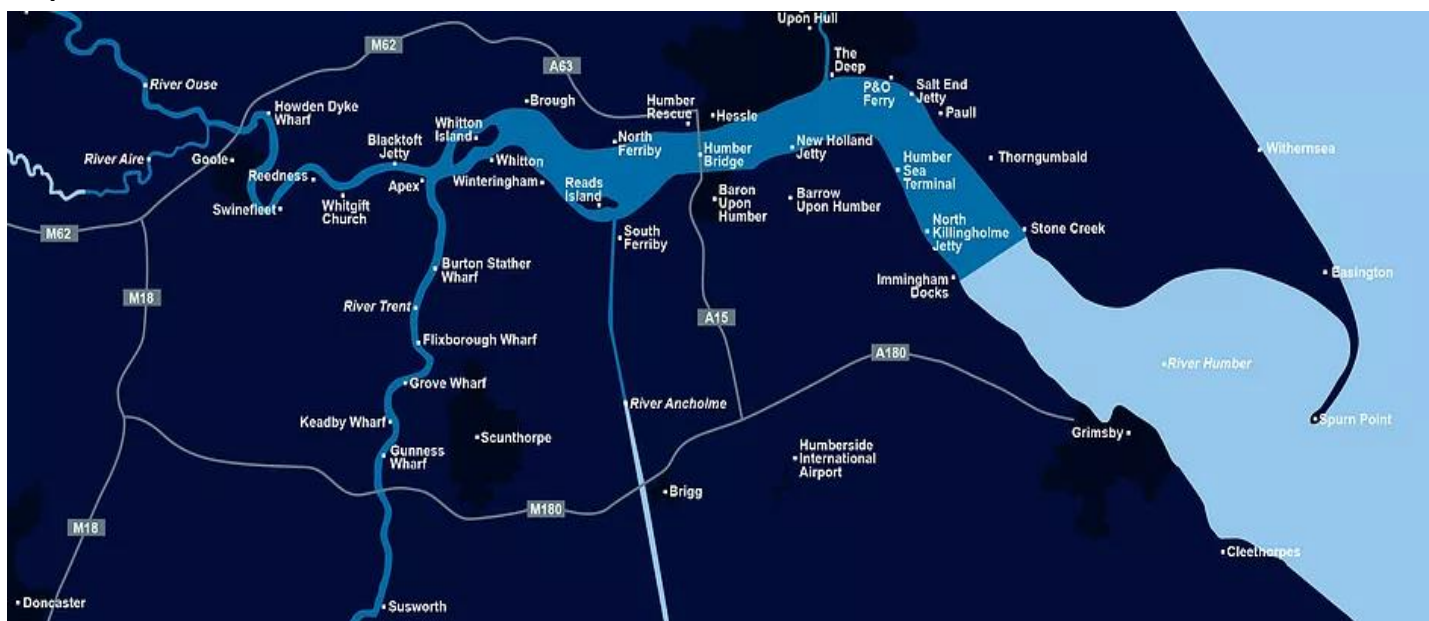 Upon Hull
M62
The
Deep
A63
River Ouse
P&O
Ferry
Salt End
Jetty
Howden Dyke
Wharf
Brough
Humber
Rescue
Hessle
Paull
Blacktoft
Jetty
Whitton
Island
North
Ferriby
Humber
Bridge
New Holland
Jetty
Withernsea
River Aire
Goole
Whitton
Thorngumbald
Humber
Sea
Terminal
Reedness
Apex
Winteringham
Reads
Island
Baron
Upon
Humber
Barrow
Upon Humber
Swinefleet
Whitgift
Church
M62
South
Ferriby
North
Killingholme
Jetty
Stone Creek
Burton Stather
Wharf
Immingham
Docks
Easington
M18
River Trent
A15
Flixborough Wharf
A180
River Humber
Grove Wharf
River Ancholme
Keadby Wharf
Spurn Point
Scunthorpe
Grimsby
Gunness
Wharf
Humberside
International
Airport
Brigg
M180
M18
Cleethorpes
Doncaster
Susworth